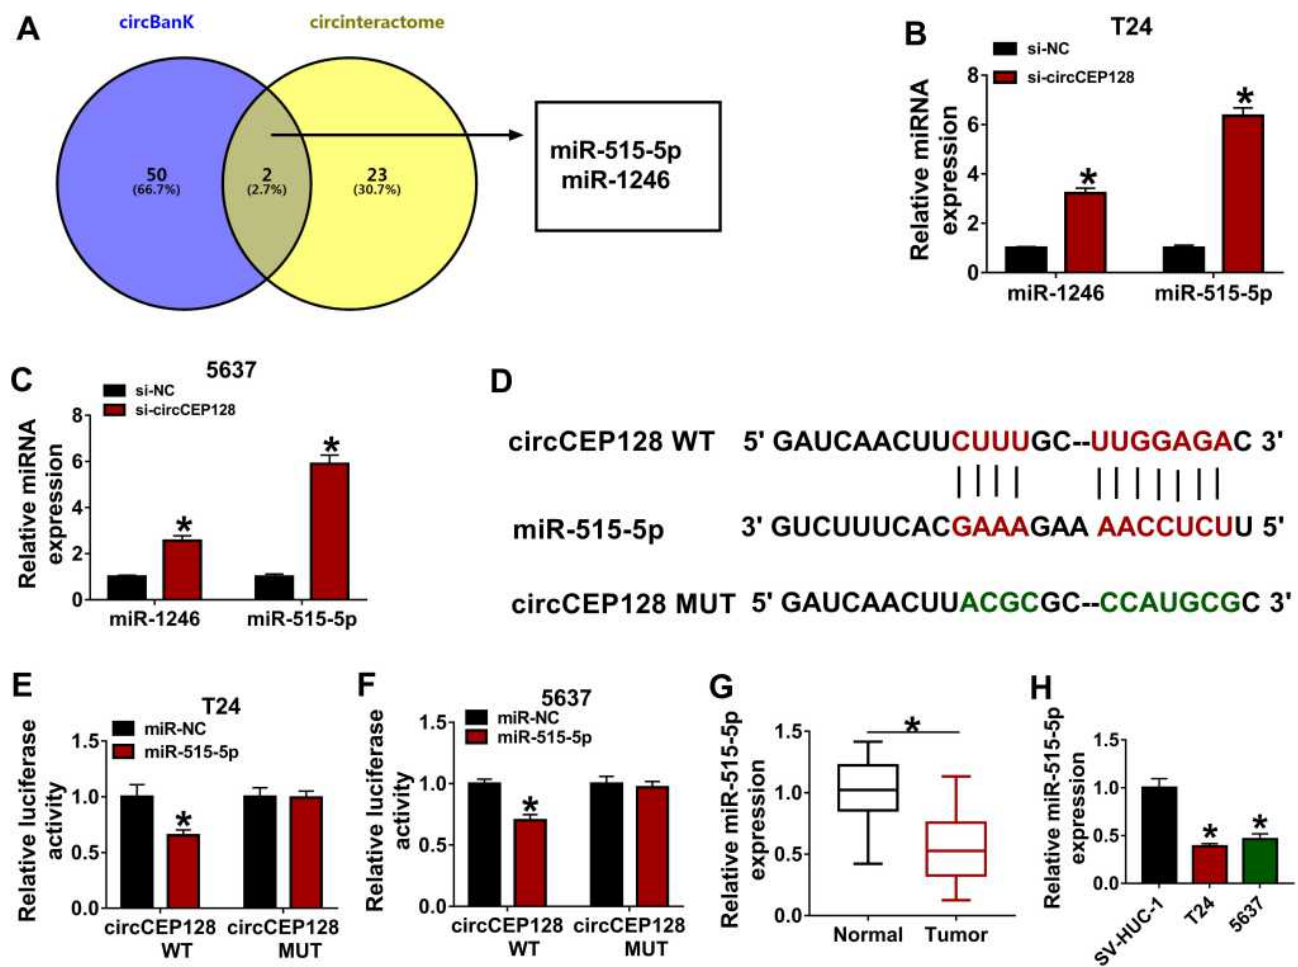 A
circBanK
circinteractome
50
(66.7%)
2
(2.7%)
23
(30.7%)
miR-515-5p
miR-1246
B
T24
si-NC
si-circCEP128
Relative miRNA
expression
8
6
4
2
0
*
*
miR-1246
miR-515-5p
C
5637
si-NC
si-circCEP128
Relative miRNA
expression
8
6
4
2
0
*
*
miR-1246
miR-515-5p
D
circCEP128 WT 5' GAUCAACUUCUUUGC--UUGGAGAC 3'
miR-515-5p 3' GUCUUUCACGAAAGAA AACCUCUU 5'
circCEP128 MUT 5' GAUCAACUUACGCGC--CCAUGCGC 3'
E
T24
miR-NC
miR-515-5p
Relative luciferase
activity
1.5
1.0
0.5
0.0
*
circCEP128
WT
circCEP128
MUT
F
5637
miR-NC
miR-515-5p
Relative luciferase
activity
1.5
1.0
0.5
0.0
*
circCEP128
WT
circCEP128
MUT
G
Relative miR-515-5p
expression
1.5
1.0
0.5
0.0
*
Normal
Tumor
H
Relative miR-515-5p
expression
1.5
1.0
0.5
0.0
*
*
SV-HUC-1
T24
5637